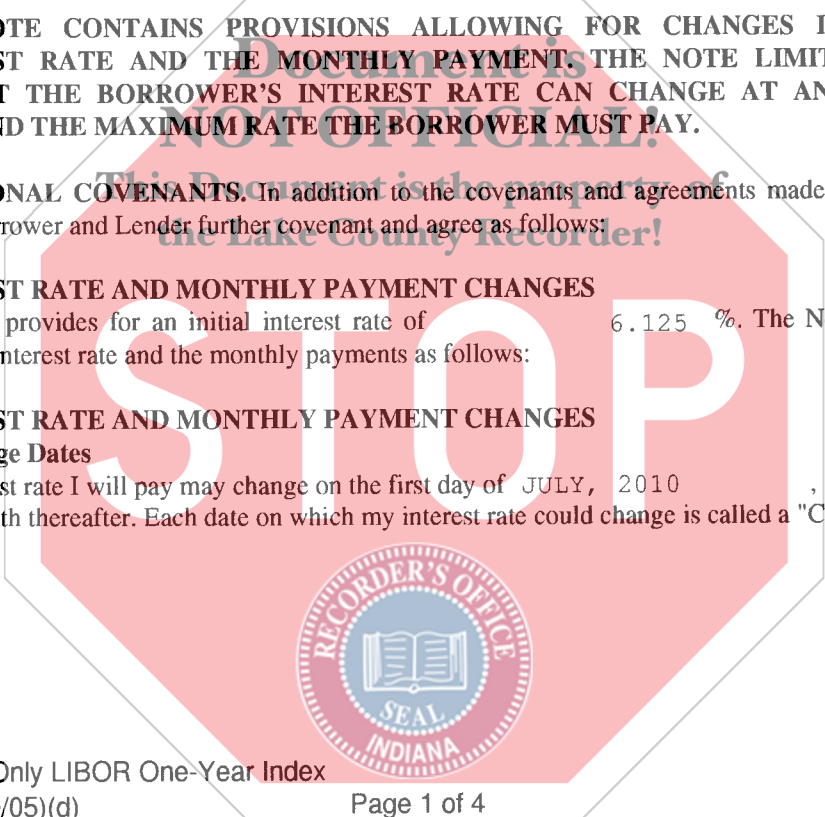 OTE CONTAINS PROVISIONS ALLOWING FOR CHANGES I
ST RATE AND THE MONTHLY PAYMENT. THE NOTE LIMIT
T THE BORROWER'S INTEREST RATE CAN CHANGE AT AN
ND THE MAXIMUM RATE THE BORROWER MUST PAY.
Document is
NOT OFFICIAL!
This Document is the property of
the Lake County Recorder!
ONAL COVENANTS. In addition to the covenants and agreements made
rower and Lender further covenant and agree as follows:
ST RATE AND MONTHLY PAYMENT CHANGES
provides for an initial interest rate of 6.125 %. The N
nterest rate and the monthly payments as follows:
ST RATE AND MONTHLY PAYMENT CHANGES
ge Dates
st rate I will pay may change on the first day of JULY, 2010 ,
th thereafter. Each date on which my interest rate could change is called a "C
STOP
RECORDER'S OFFICE
SEAL
INDIANA
Only LIBOR One-Year Index
/05)(d)
Page 1 of 4